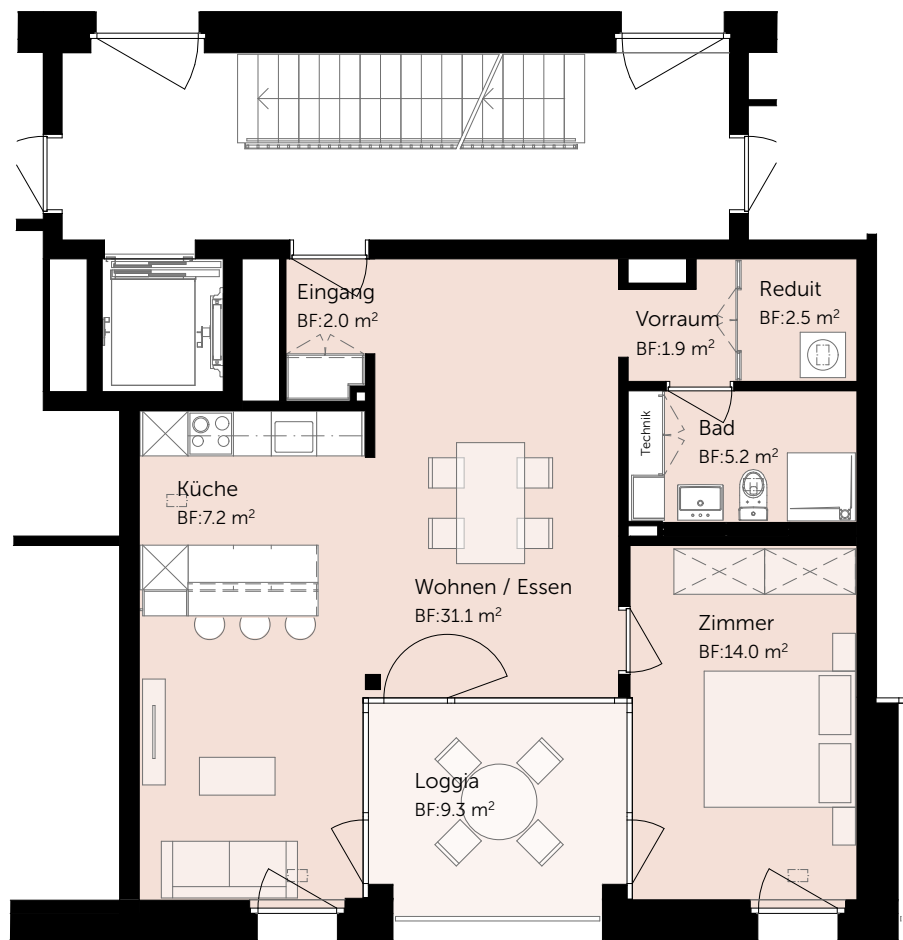 Eingang
BF:2.0 m²
Vorraum
BF:1.9 m²
Reduit
BF:2.5 m²
Technik
Bad
BF:5.2 m²
Küche
BF:7.2 m²
Wohnen / Essen
BF:31.1 m²
Zimmer
BF:14.0 m²
Loggia
BF:9.3 m²